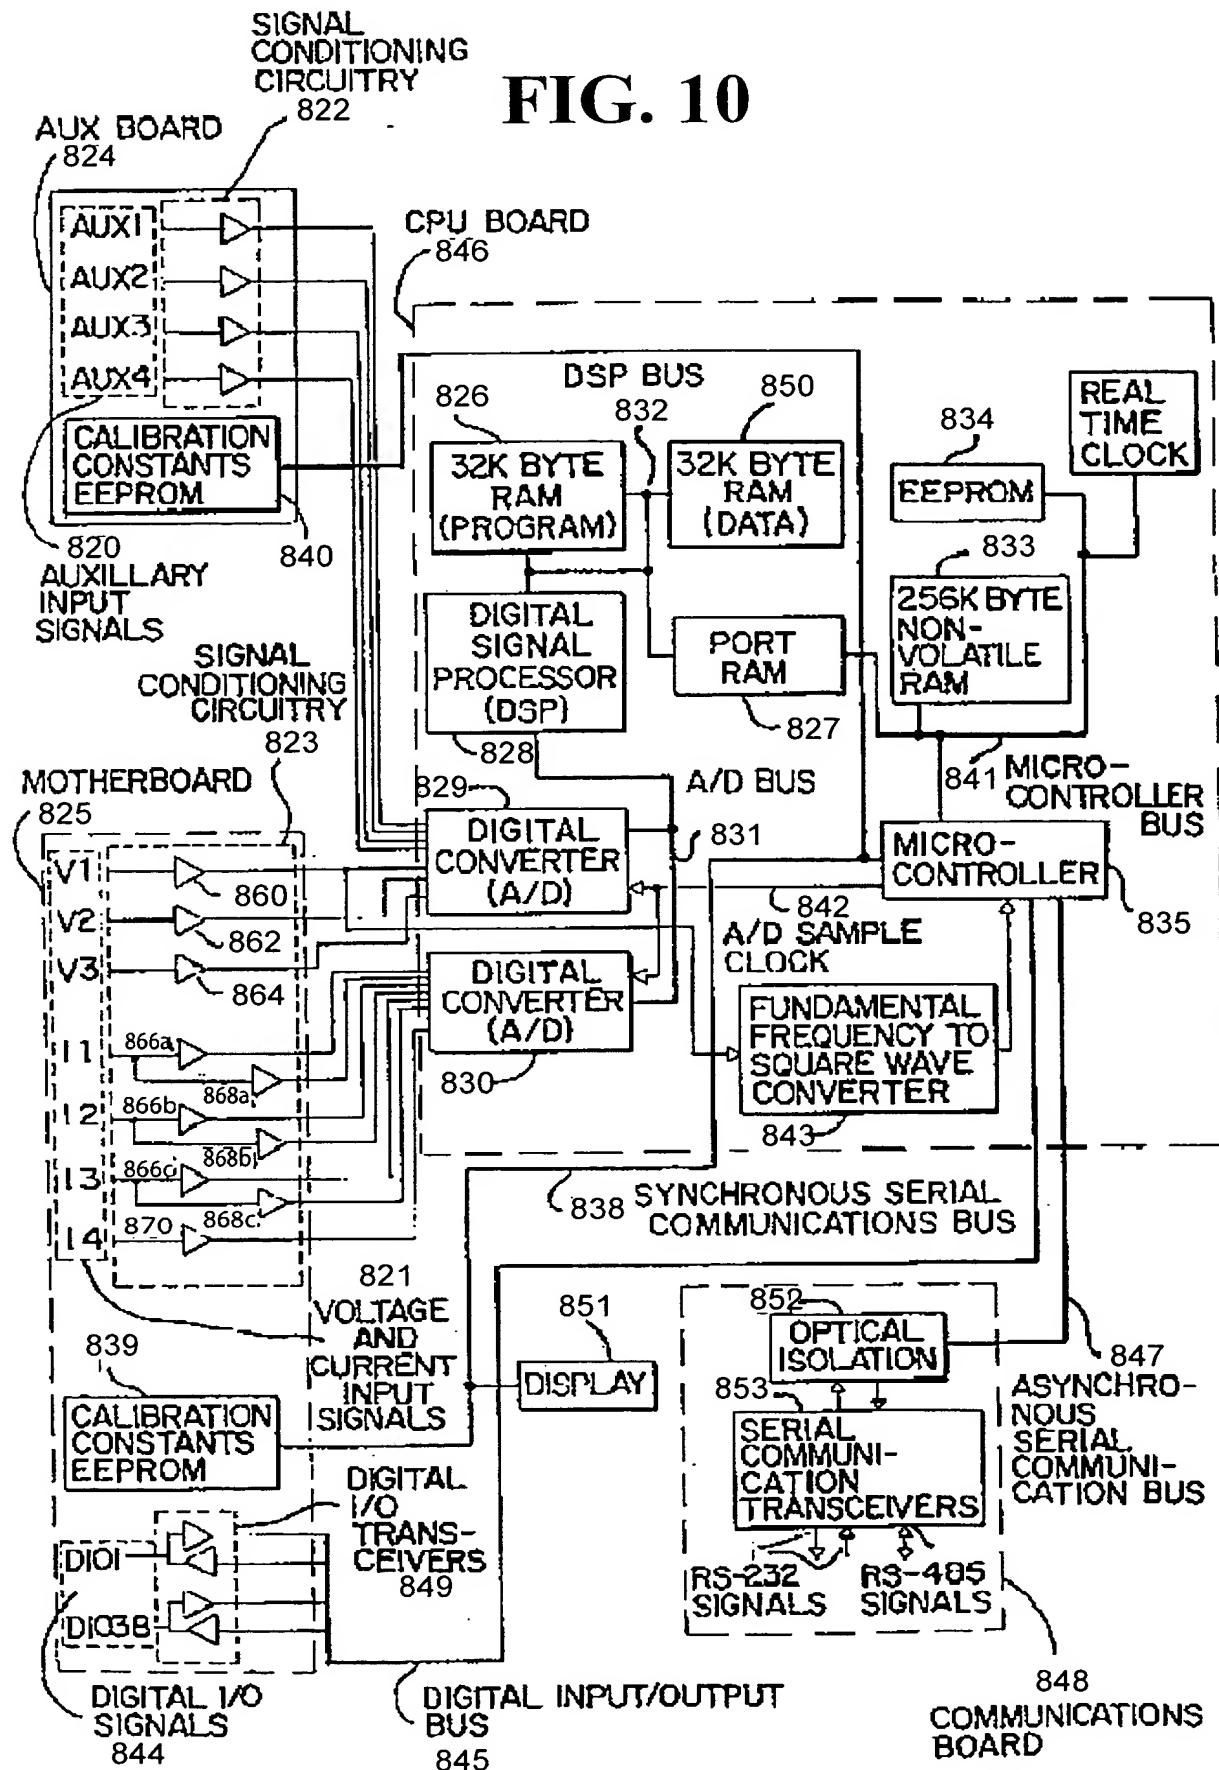 FIG. 10
SIGNAL
CONDITIONING
CIRCUITRY
822
AUX BOARD
824
AUX1
AUX2
AUX3
AUX4
CALIBRATION
CONSTANTS
EEPROM
820
AUXILLARY
INPUT
SIGNALS
840
CPU BOARD
846
DSP BUS
826
832
850
32K BYTE
RAM
(PROGRAM)
32K BYTE
RAM
(DATA)
834
EEPROM
REAL
TIME
CLOCK
833
256K BYTE
NON-
VOLATILE
RAM
DIGITAL
SIGNAL
PROCESSOR
(DSP)
828
PORT
RAM
827
841
MICRO-
CONTROLLER
BUS
SIGNAL
CONDITIONING
CIRCUITRY
823
MOTHERBOARD
825
829
A/D BUS
DIGITAL
CONVERTER
(A/D)
831
MICRO-
CONTROLLER
835
842
A/D SAMPLE
CLOCK
V1
860
V2
862
V3
864
DIGITAL
CONVERTER
(A/D)
830
FUNDAMENTAL
FREQUENCY TO
SQUARE WAVE
CONVERTER
843
I1
866a
868a
I2
866b
868b
I3
866c
868c
I4
870
838
SYNCHRONOUS SERIAL
COMMUNICATIONS BUS
821
VOLTAGE
AND
CURRENT
INPUT
SIGNALS
839
CALIBRATION
CONSTANTS
EEPROM
851
DISPLAY
852
OPTICAL
ISOLATION
853
SERIAL
COMMUNI-
CATION
TRANSCEIVERS
RS-232
SIGNALS
RS-485
SIGNALS
847
ASYNCHRO-
NOUS
SERIAL
COMMUNI-
CATION BUS
DIGITAL
I/O
TRANS-
CEIVERS
849
DIO1
DIO3B
DIGITAL I/O
SIGNALS
844
DIGITAL INPUT/OUTPUT
BUS
845
848
COMMUNICATIONS
BOARD